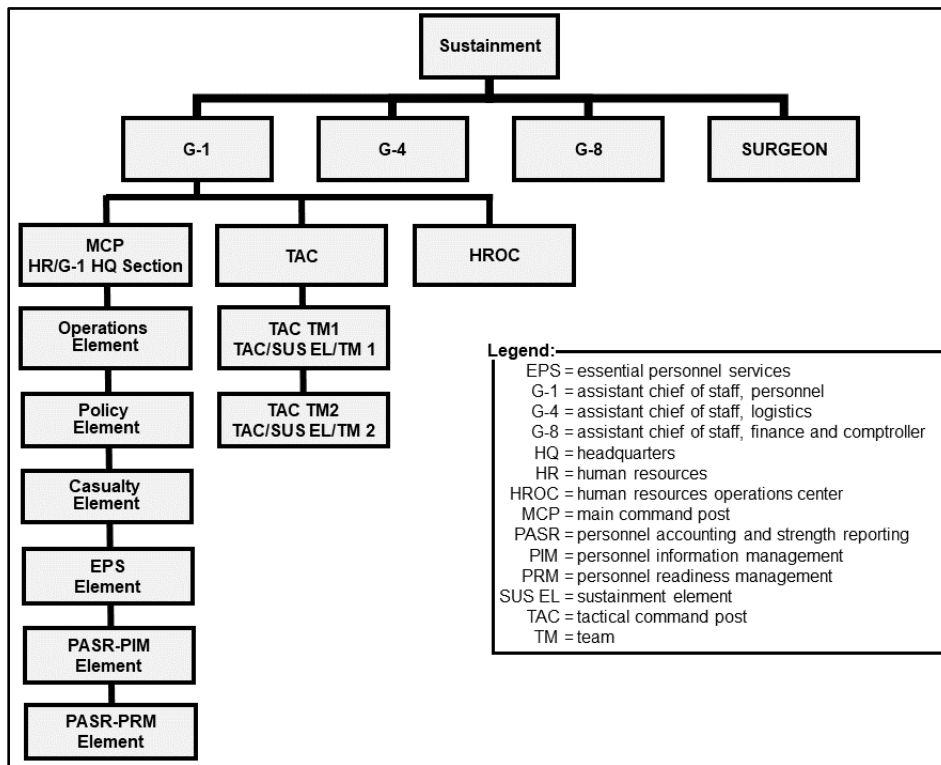 Sustainment
G-1
G-4
G-8
SURGEON
MCP
HR/G-1 HQ Section
TAC
HROC
Operations
Element
TAC TM1
TAC/SUS EL/TM 1
Policy
Element
TAC TM2
TAC/SUS EL/TM 2
Casualty
Element
EPS
Element
PASR-PIM
Element
PASR-PRM
Element
Legend:
EPS = essential personnel services
G-1 = assistant chief of staff, personnel
G-4 = assistant chief of staff, logistics
G-8 = assistant chief of staff, finance and comptroller
HQ = headquarters
HR = human resources
HROC = human resources operations center
MCP = main command post
PASR = personnel accounting and strength reporting
PIM = personnel information management
PRM = personnel readiness management
SUS EL = sustainment element
TAC = tactical command post
TM = team